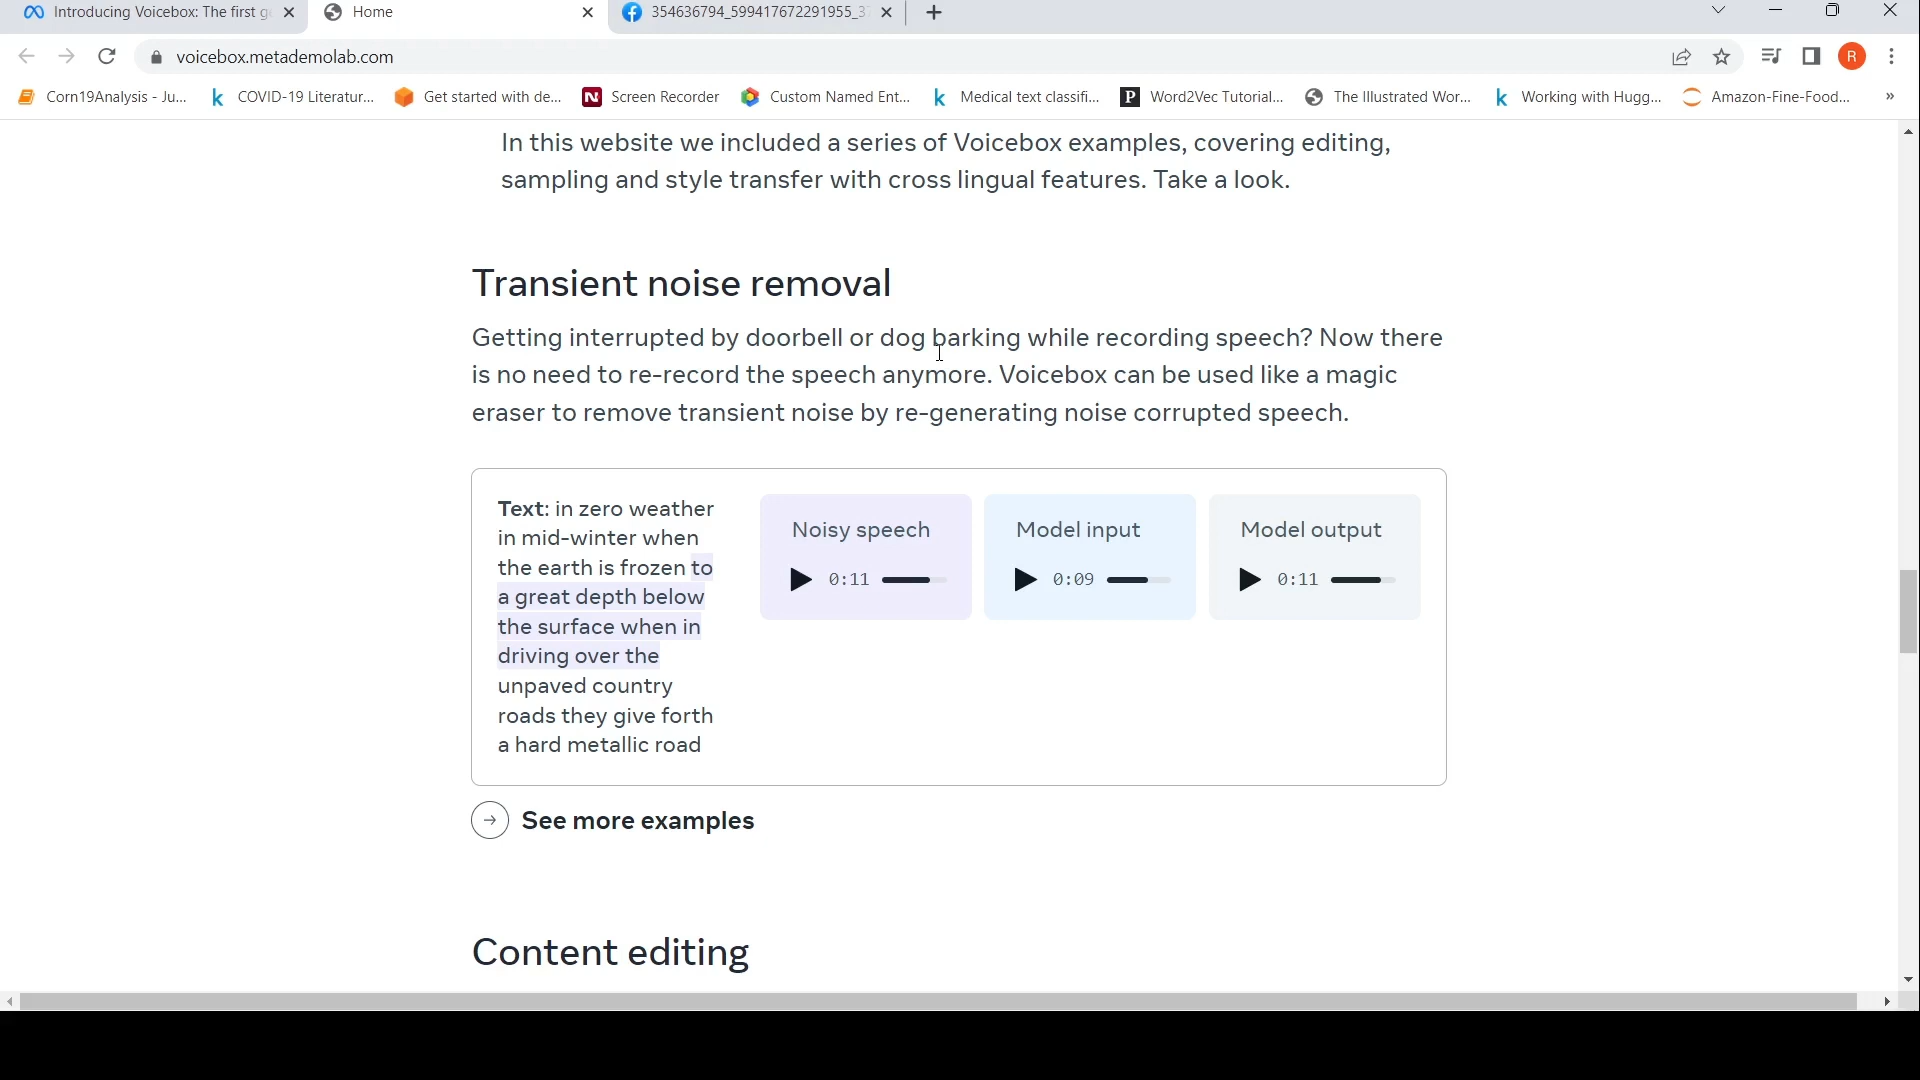 Introducing Voicebox: The first g
Home
354636794_599417672291955_3
voicebox.metademolab.com
R
Corn19Analysis - Ju...
COVID-19 Literatur...
Get started with de...
Screen Recorder
Custom Named Ent...
Medical text classifi...
Word2Vec Tutorial...
The Illustrated Wor...
Working with Hugg...
Amazon-Fine-Food...
»
In this website we included a series of Voicebox examples, covering editing,
sampling and style transfer with cross lingual features. Take a look.
Transient noise removal
Getting interrupted by doorbell or dog barking while recording speech? Now there
is no need to re-record the speech anymore. Voicebox can be used like a magic
eraser to remove transient noise by re-generating noise corrupted speech.
Text: in zero weather
in mid-winter when
the earth is frozen to
a great depth below
the surface when in
driving over the
unpaved country
roads they give forth
a hard metallic road
Noisy speech
0:11
Model input
0:09
Model output
0:11
See more examples
Content editing